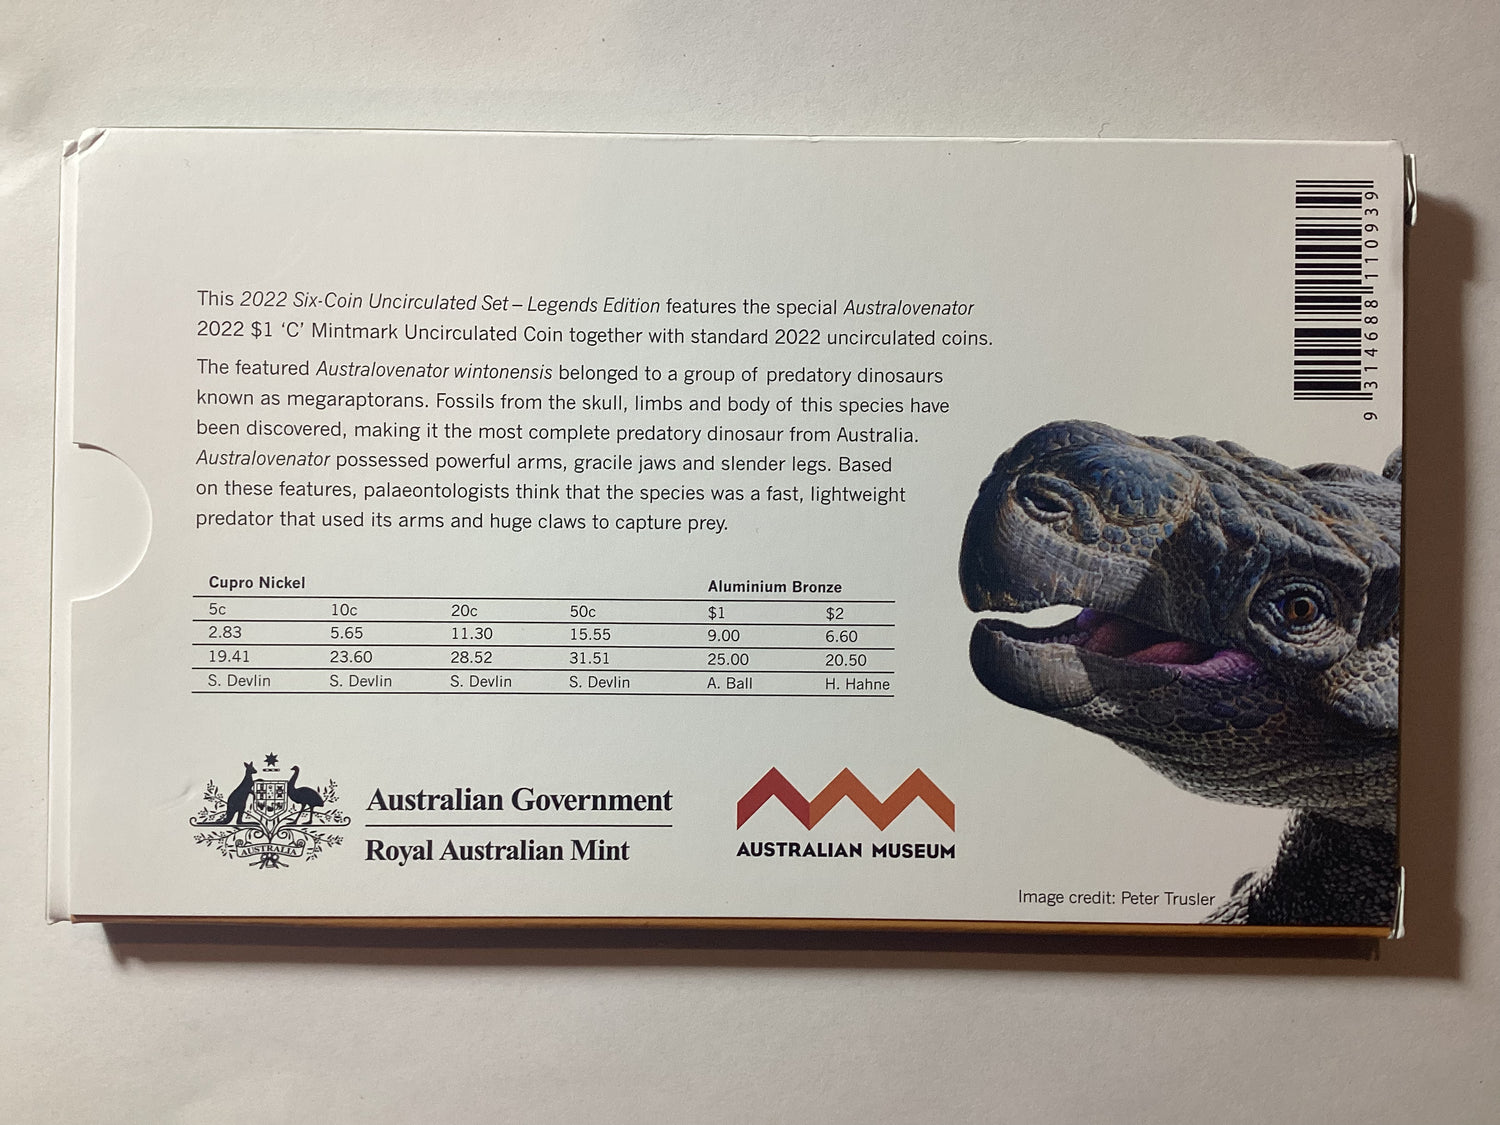 This 2022 Six-Coin Uncirculated Set – Legends Edition features the special Australovenator
2022 $1 ‘C’ Mintmark Uncirculated Coin together with standard 2022 uncirculated coins.
The featured Australovenator wintonensis belonged to a group of predatory dinosaurs
known as megaraptorans. Fossils from the skull, limbs and body of this species have
been discovered, making it the most complete predatory dinosaur from Australia.
Australovenator possessed powerful arms, gracile jaws and slender legs. Based
on these features, palaeontologists think that the species was a fast, lightweight
predator that used its arms and huge claws to capture prey.
Cupro Nickel Aluminium Bronze
5c 10c 20c 50c $1 $2
2.83 5.65 11.30 15.55 9.00 6.60
19.41 23.60 28.52 31.51 25.00 20.50
S. Devlin S. Devlin S. Devlin S. Devlin A. Ball H. Hahne
AUSTRALIA
Australian Government
Royal Australian Mint
AUSTRALIAN MUSEUM
Image credit: Peter Trusler
9 314688 110939